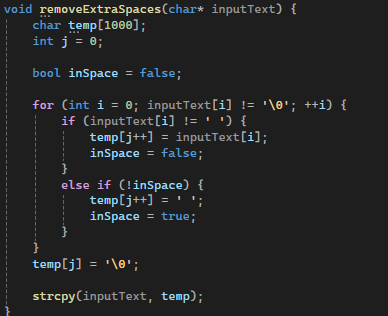 void removeExtraSpaces(char* inputText) {
    char temp[1000];
    int j = 0;

    bool inSpace = false;

    for (int i = 0; inputText[i] != '\0'; ++i) {
        if (inputText[i] != ' ') {
            temp[j++] = inputText[i];
            inSpace = false;
        }
        else if (!inSpace) {
            temp[j++] = ' ';
            inSpace = true;
        }
    }
    temp[j] = '\0';

    strcpy(inputText, temp);
}